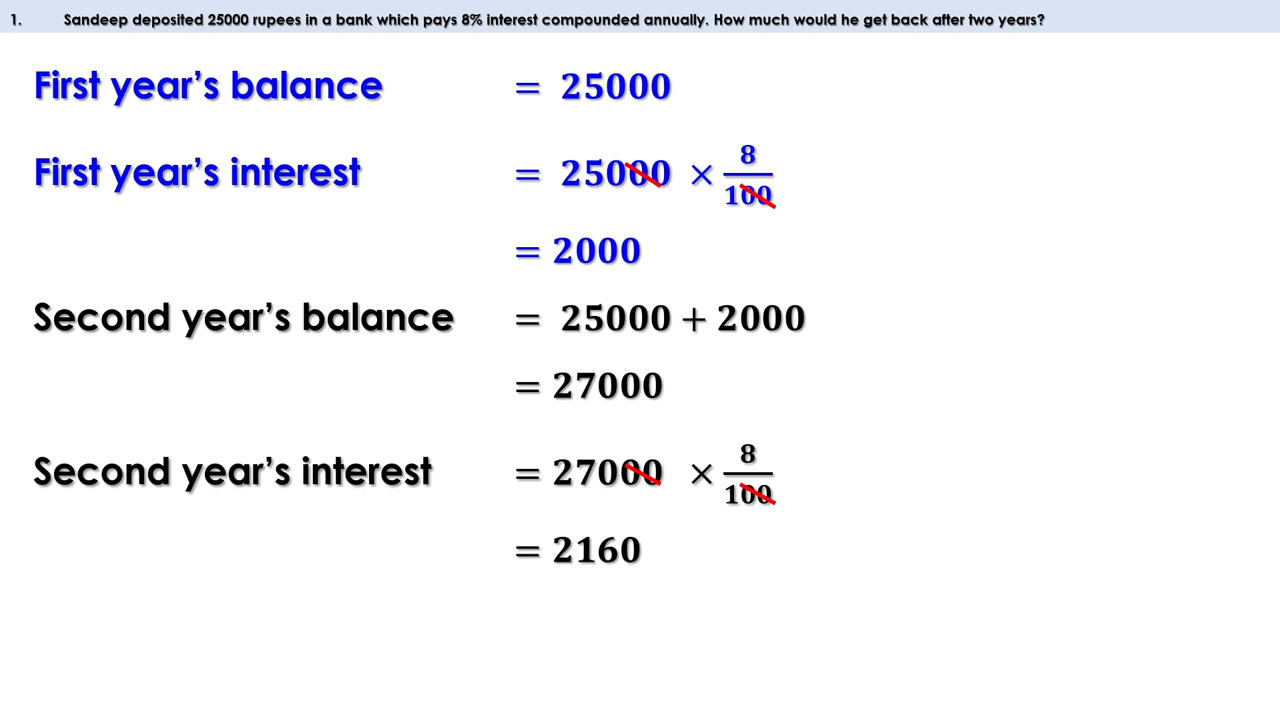 1. Sandeep deposited 25000 rupees in a bank which pays 8% interest compounded annually. How much would he get back after two years?
First year’s balance = 25000
First year’s interest = 25000 × 8/100
= 2000
Second year’s balance = 25000 + 2000
= 27000
Second year’s interest = 27000 × 8/100
= 2160